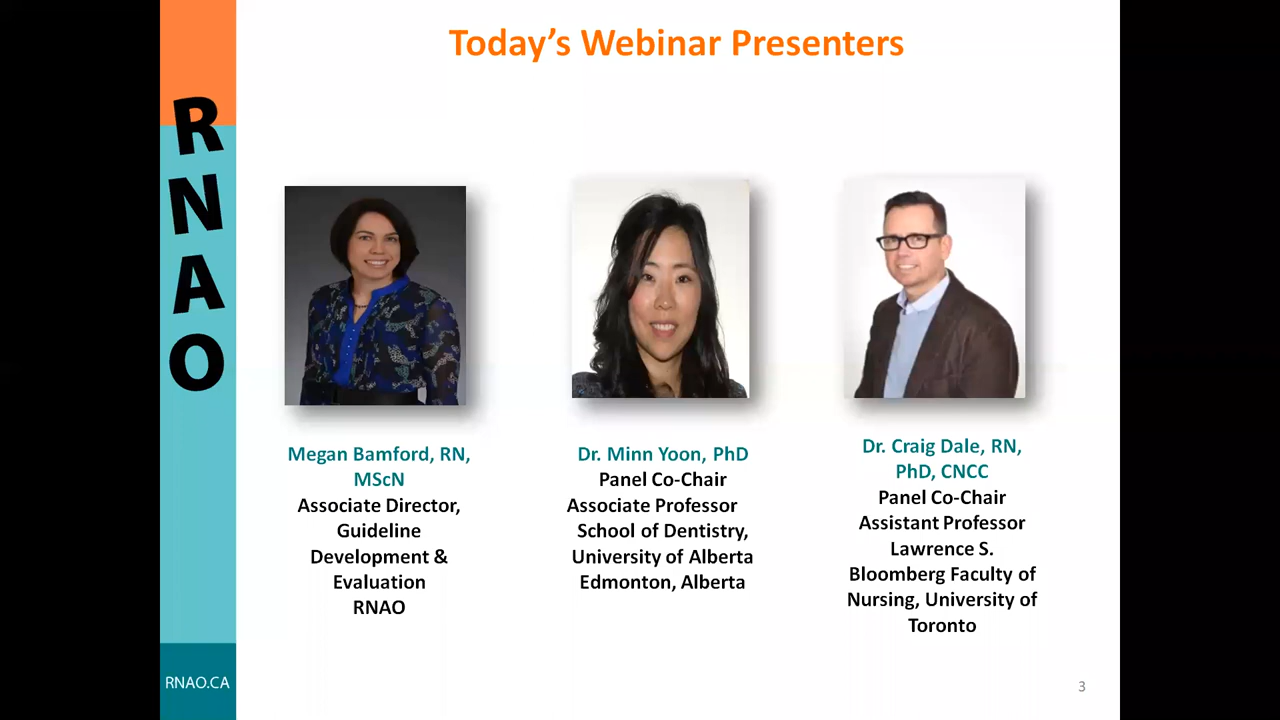 Today's Webinar Presenters
R
N
A
O
Megan Bamford, RN,
MScN
Associate Director,
Guideline
Development &
Evaluation
RNAO
Dr. Minn Yoon, PhD
Panel Co-Chair
Associate Professor
School of Dentistry,
University of Alberta
Edmonton, Alberta
Dr. Craig Dale, RN,
PhD, CNCC
Panel Co-Chair
Assistant Professor
Lawrence S.
Bloomberg Faculty of
Nursing, University of
Toronto
RNAO.CA
3